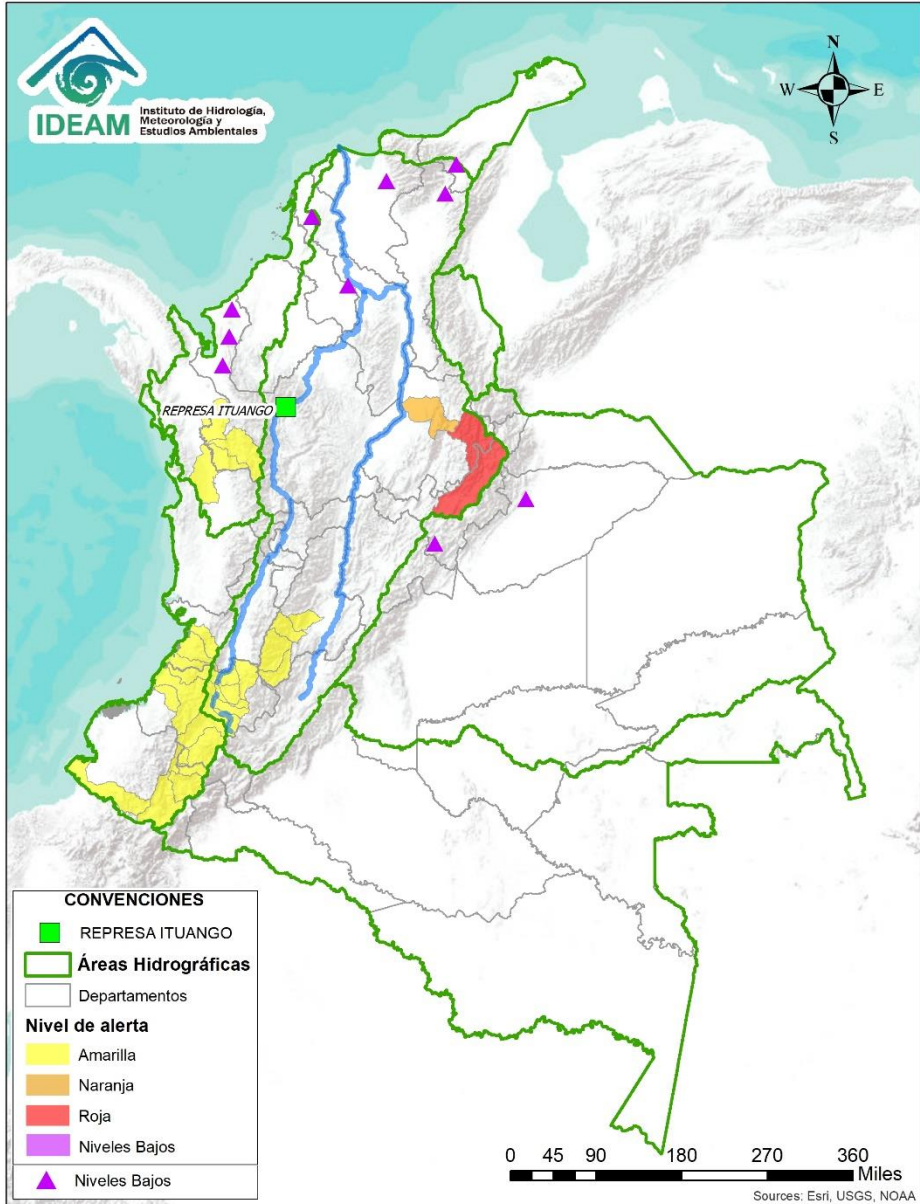 IDEAM
Instituto de Hidrología,
Meteorología y
Estudios Ambientales
N
W
E
S
REPRESA ITUANGO
CONVENCIONES
REPRESA ITUANGO
Áreas Hidrográficas
Departamentos
Nivel de alerta
Amarilla
Naranja
Roja
Niveles Bajos
Niveles Bajos
0 45 90 180 270 360
Miles
Sources: Esri, USGS, NOAA